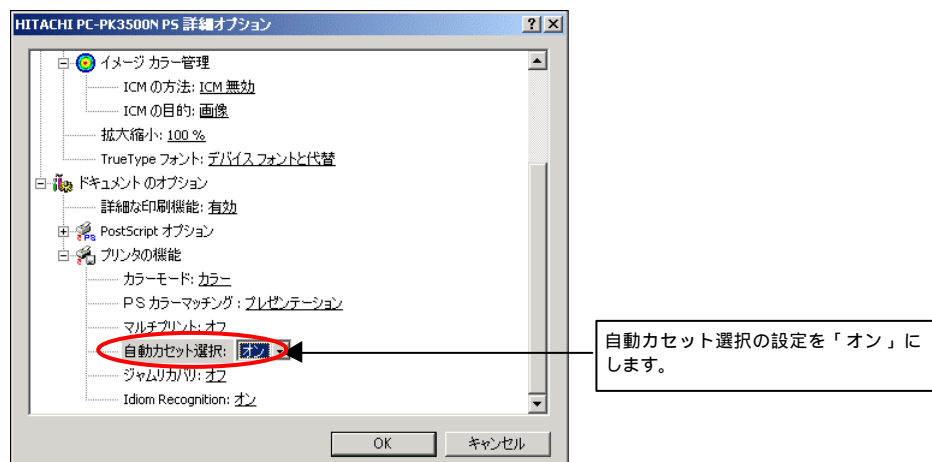 HITACHI PC-PK3500N PS 詳細オプション
イメージ カラー管理
ICM の方法: ICM 無効
ICM の目的: 画像
拡大縮小: 100 %
TrueType フォント: デバイス フォントと代替
ドキュメント のオプション
詳細な印刷機能: 有効
PostScript オプション
プリンタの機能
カラーモード: カラー
PSカラーマッチング : プレゼンテーション
マルチプリント: オフ
自動カセット選択: オン
ジャムリカバリ: オフ
Idiom Recognition: オン
OK キャンセル
自動カセット選択の設定を「オン」に
します。